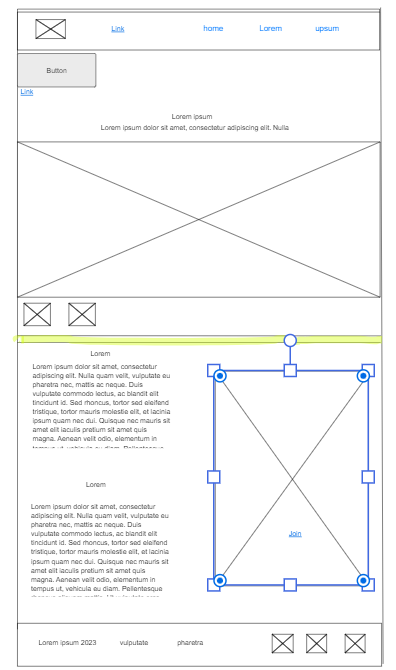 Link
home
Lorem
upsum
Button
Link
Lorem ipsum
Lorem ipsum dolor sit amet, consectetur adipiscing elit. Nulla
Lorem
Lorem ipsum dolor sit amet, consectetur
adipiscing elit. Nulla quam velit, vulputate eu
pharetra nec, mattis ac neque. Duis
vulputate commodo lectus, ac blandit elit
tincidunt id. Sed rhoncus, tortor sed eleifend
tristique, tortor mauris molestie elit, et lacinia
ipsum quam nec dui. Quisque nec mauris sit
amet elit iaculis pretium sit amet quis
magna. Aenean velit odio, elementum in
Lorem
Lorem ipsum dolor sit amet, consectetur
adipiscing elit. Nulla quam velit, vulputate eu
pharetra nec, mattis ac neque. Duis
vulputate commodo lectus, ac blandit elit
tincidunt id. Sed rhoncus, tortor sed eleifend
tristique, tortor mauris molestie elit, et lacinia
ipsum quam nec dui. Quisque nec mauris sit
amet elit iaculis pretium sit amet quis
magna. Aenean velit odio, elementum in
tempus ut, vehicula eu diam. Pellentesque
Join
Lorem ipsum 2023
vulputate
pharetra